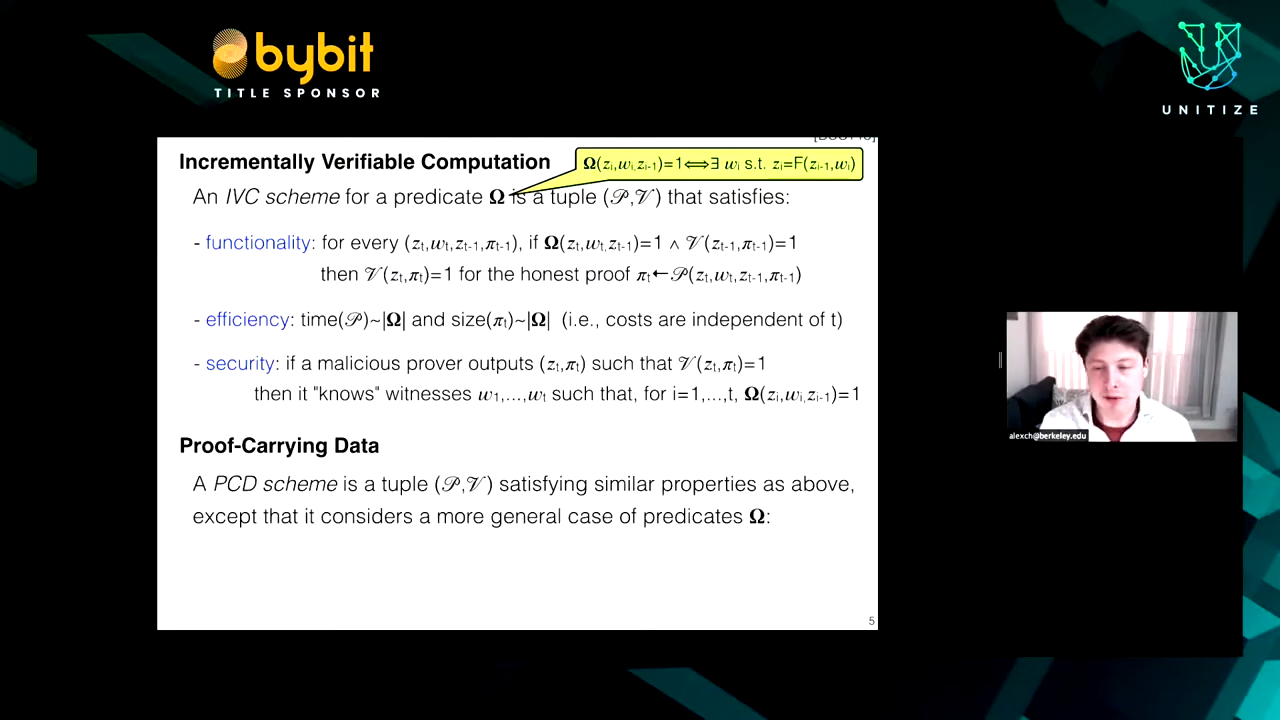 bybit
TITLE SPONSOR
UNITIZE
Incrementally Verifiable Computation
Ω(zᵢ,wᵢ,zᵢ₋₁)=1⟺∃ wᵢ s.t. zᵢ=F(zᵢ₋₁,wᵢ)
An IVC scheme for a predicate Ω is a tuple (𝒫,𝒱) that satisfies:
- functionality: for every (zₜ,wₜ,zₜ₋₁,πₜ₋₁), if Ω(zₜ,wₜ,zₜ₋₁)=1 ∧ 𝒱(zₜ₋₁,πₜ₋₁)=1
then 𝒱(zₜ,πₜ)=1 for the honest proof πₜ←𝒫(zₜ,wₜ,zₜ₋₁,πₜ₋₁)
- efficiency: time(𝒫)~|Ω| and size(πₜ)~|Ω| (i.e., costs are independent of t)
- security: if a malicious prover outputs (zₜ,πₜ) such that 𝒱(zₜ,πₜ)=1
then it "knows" witnesses w₁,...,wₜ such that, for i=1,...,t, Ω(zᵢ,wᵢ,zᵢ₋₁)=1
Proof-Carrying Data
A PCD scheme is a tuple (𝒫,𝒱) satisfying similar properties as above,
except that it considers a more general case of predicates Ω:
5
alexch@berkeley.edu